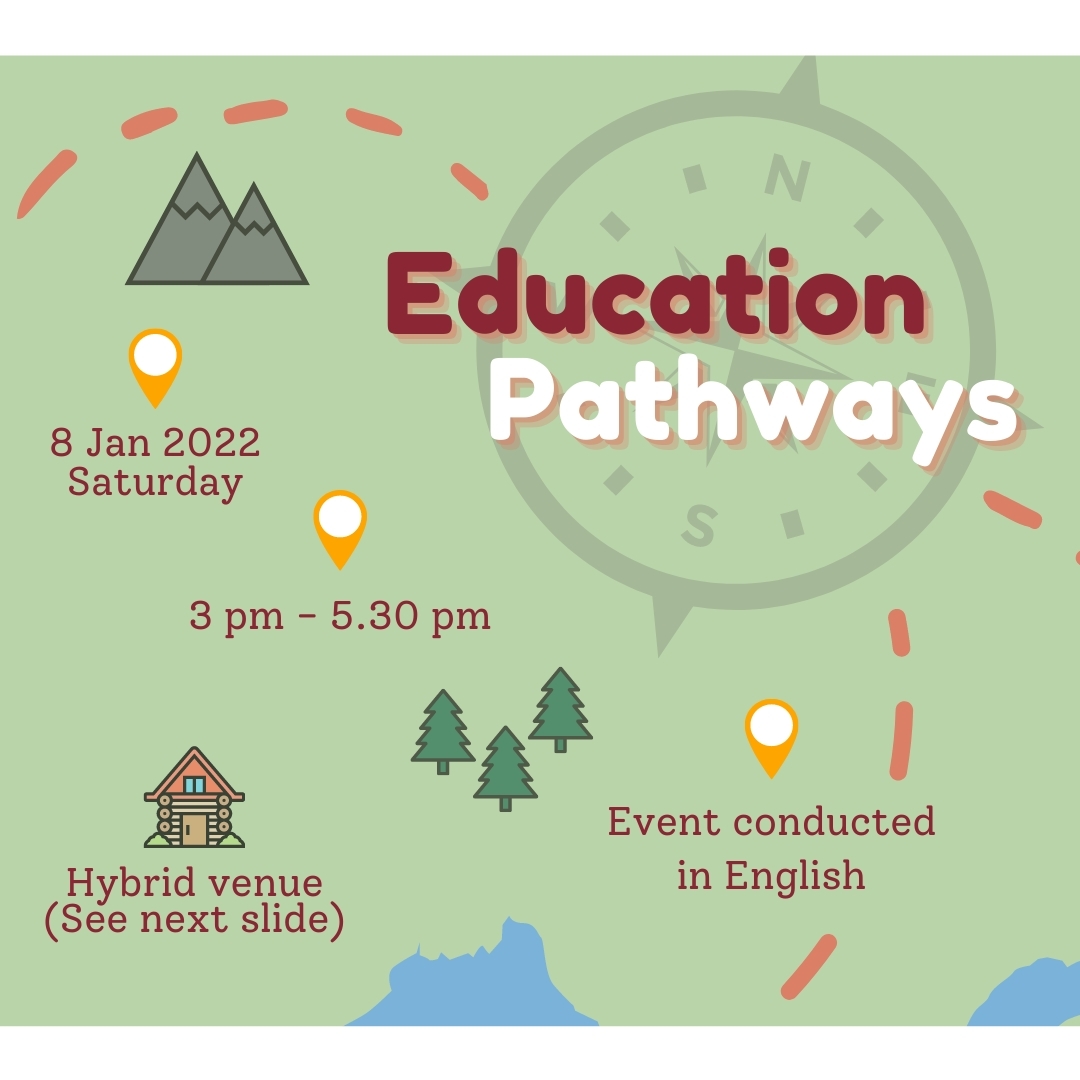 N
Education
Pathways
E
S
8 Jan 2022
Saturday
3 pm - 5.30 pm
Hybrid venue
(See next slide)
Event conducted
in English